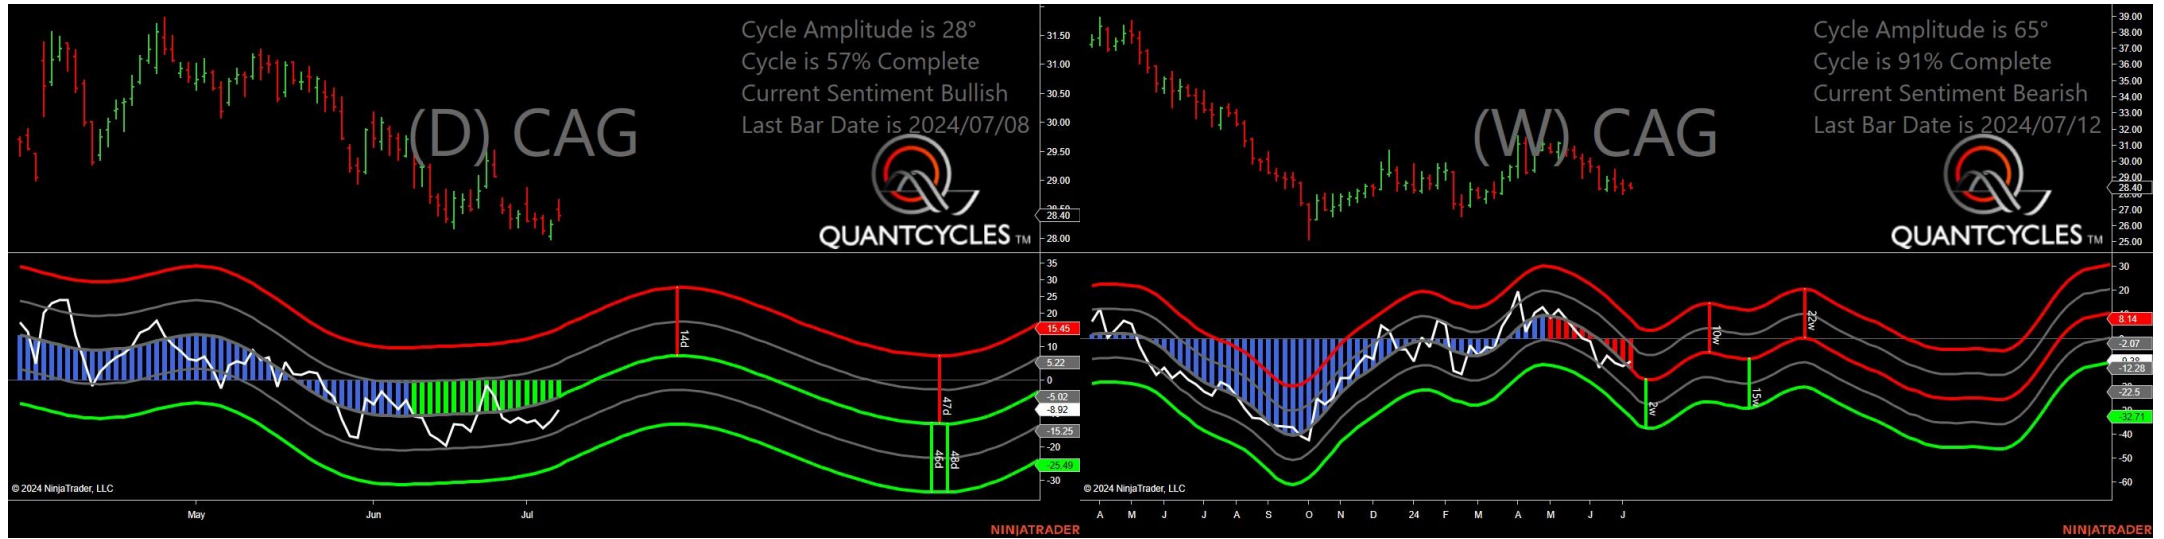 Cycle Amplitude is 28°
Cycle is 57% Complete
Current Sentiment Bullish
Last Bar Date is 2024/07/08
(D) CAG
QUANTCYCLES TM
31.50
31.00
30.50
30.00
29.50
29.00
28.50
28.40
28.00
35
30
25
20
15.45
10
5.22
0
-5.02
-8.92
-15.25
-20
-25.49
-30
14d
47d
46d
48d
© 2024 NinjaTrader, LLC
May
Jun
Jul
NINJATRADER
Cycle Amplitude is 65°
Cycle is 91% Complete
Current Sentiment Bearish
Last Bar Date is 2024/07/12
(W) CAG
QUANTCYCLES TM
39.00
38.00
37.00
36.00
35.00
34.00
33.00
32.00
31.00
30.00
29.00
28.40
27.00
26.00
25.00
30
20
8.14
-2.07
-12.28
-22.5
-32.71
-40
-50
-60
10w
22w
2w
15w
© 2024 NinjaTrader, LLC
A M J J A S O N D 24 F M A M J J
NINJATRADER